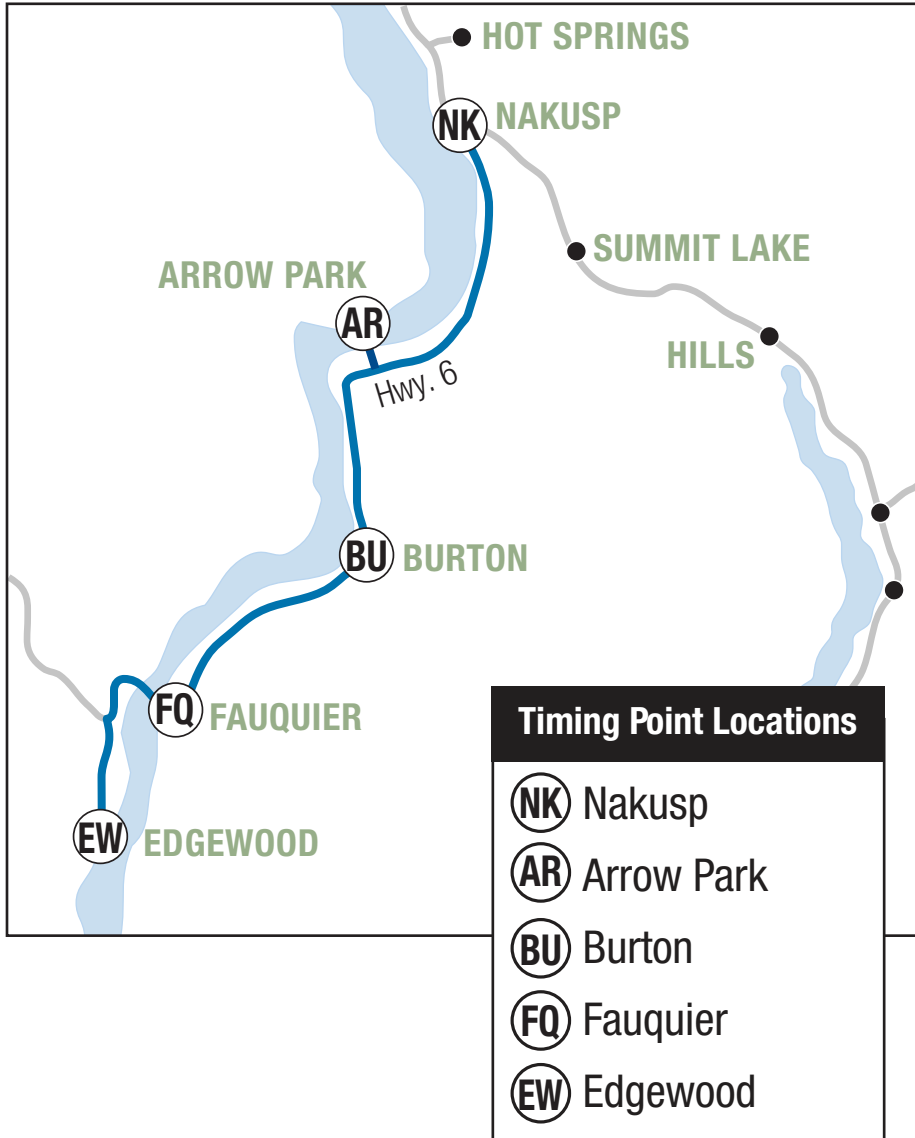 HOT SPRINGS
NK NAKUSP
SUMMIT LAKE
ARROW PARK
AR
HILLS
Hwy. 6
BU BURTON
FQ FAUQUIER
EW EDGEWOOD
Timing Point Locations
NK Nakusp
AR Arrow Park
BU Burton
FQ Fauquier
EW Edgewood